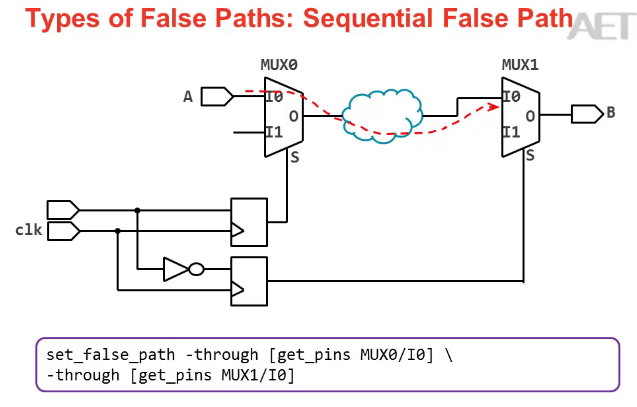 Types of False Paths: Sequential False Path
AET
MUX0
MUX1
A
I0
I0
O
O
B
I1
I1
S
S
clk
set_false_path -through [get_pins MUX0/I0] \
-through [get_pins MUX1/I0]